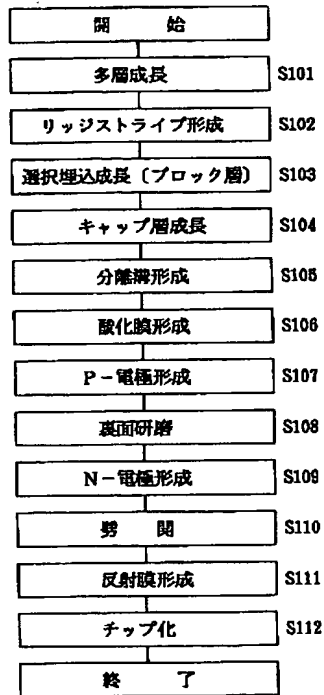 開 始
多層成長 S101
リッジストライプ形成 S102
選択埋込成長〔ブロック層〕 S103
キャップ層成長 S104
分離溝形成 S105
酸化膜形成 S106
P－電極形成 S107
裏面研磨 S108
N－電極形成 S109
劈 開 S110
反射膜形成 S111
チップ化 S112
終 了